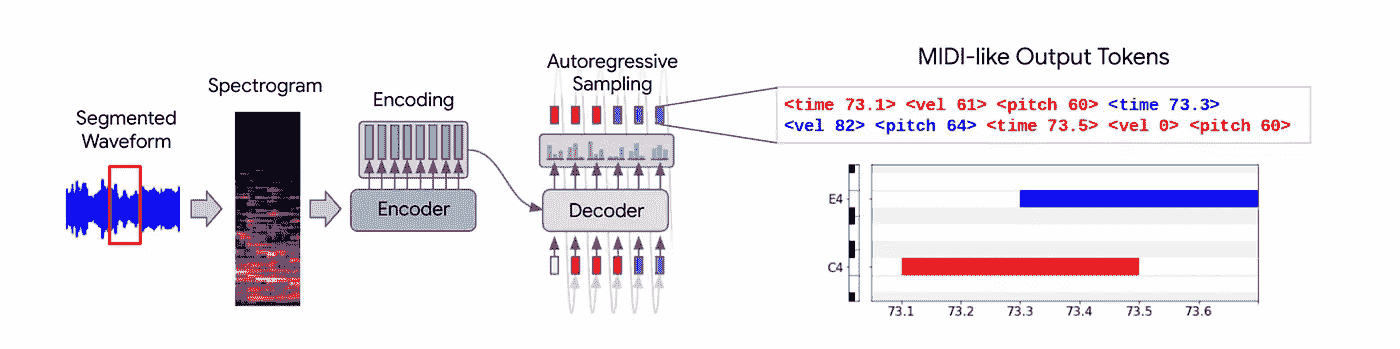 Segmented
Waveform
Spectrogram
Encoding
Encoder
Autoregressive
Sampling
Decoder
MIDI-like Output Tokens
<time 73.1> <vel 61> <pitch 60> <time 73.3>
<vel 82> <pitch 64> <time 73.5> <vel 0> <pitch 60>
E4
C4
73.1 73.2 73.3 73.4 73.5 73.6